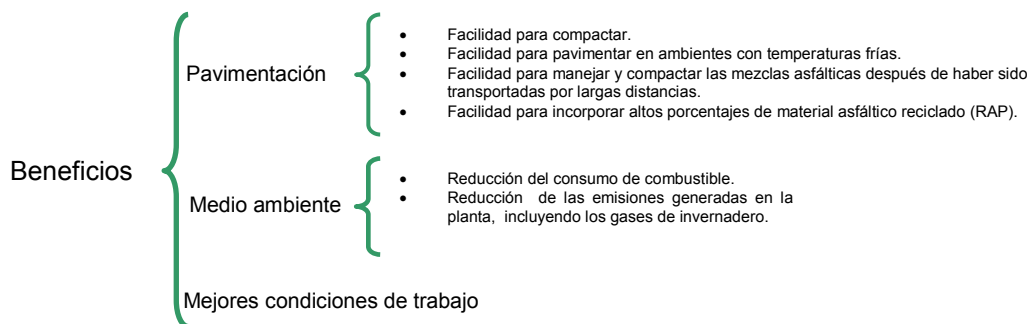 Beneficios
Pavimentación
• Facilidad para compactar.
• Facilidad para pavimentar en ambientes con temperaturas frías.
• Facilidad para manejar y compactar las mezclas asfálticas después de haber sido
transportadas por largas distancias.
• Facilidad para incorporar altos porcentajes de material asfáltico reciclado (RAP).
Medio ambiente
• Reducción del consumo de combustible.
• Reducción de las emisiones generadas en la
planta, incluyendo los gases de invernadero.
Mejores condiciones de trabajo